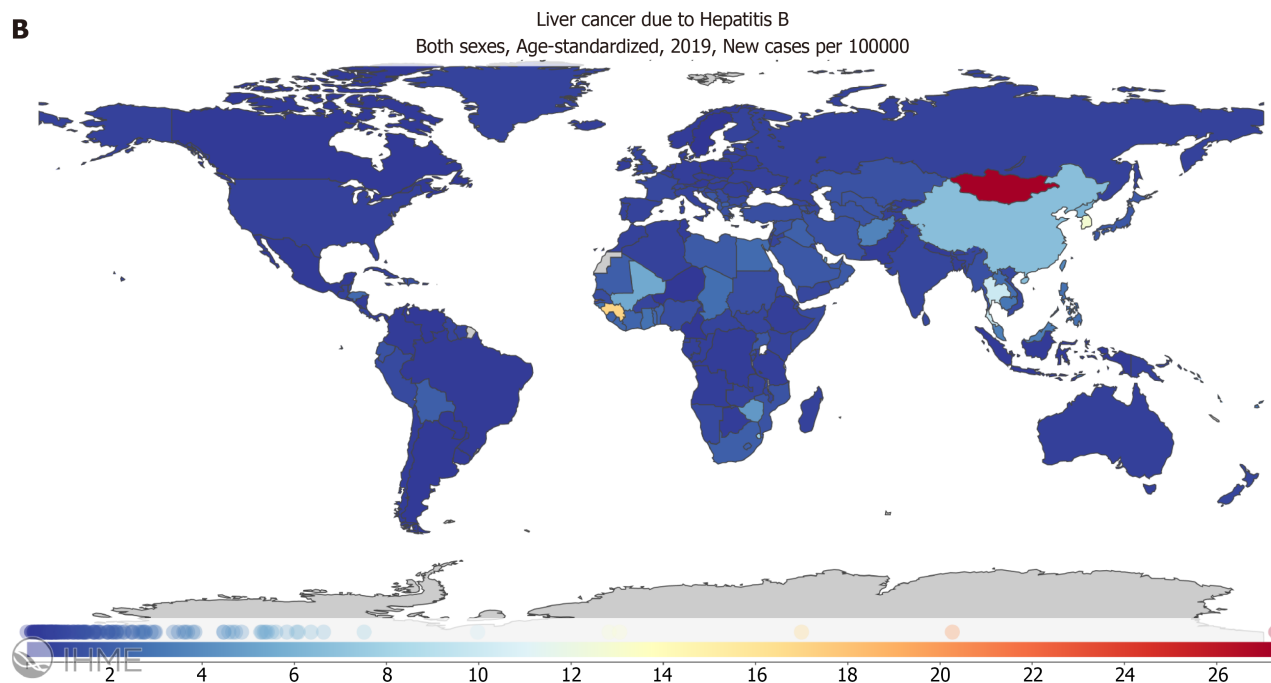 B
Liver cancer due to Hepatitis B
Both sexes, Age-standardized, 2019, New cases per 100000
IHME
2 4 6 8 10 12 14 16 18 20 22 24 26